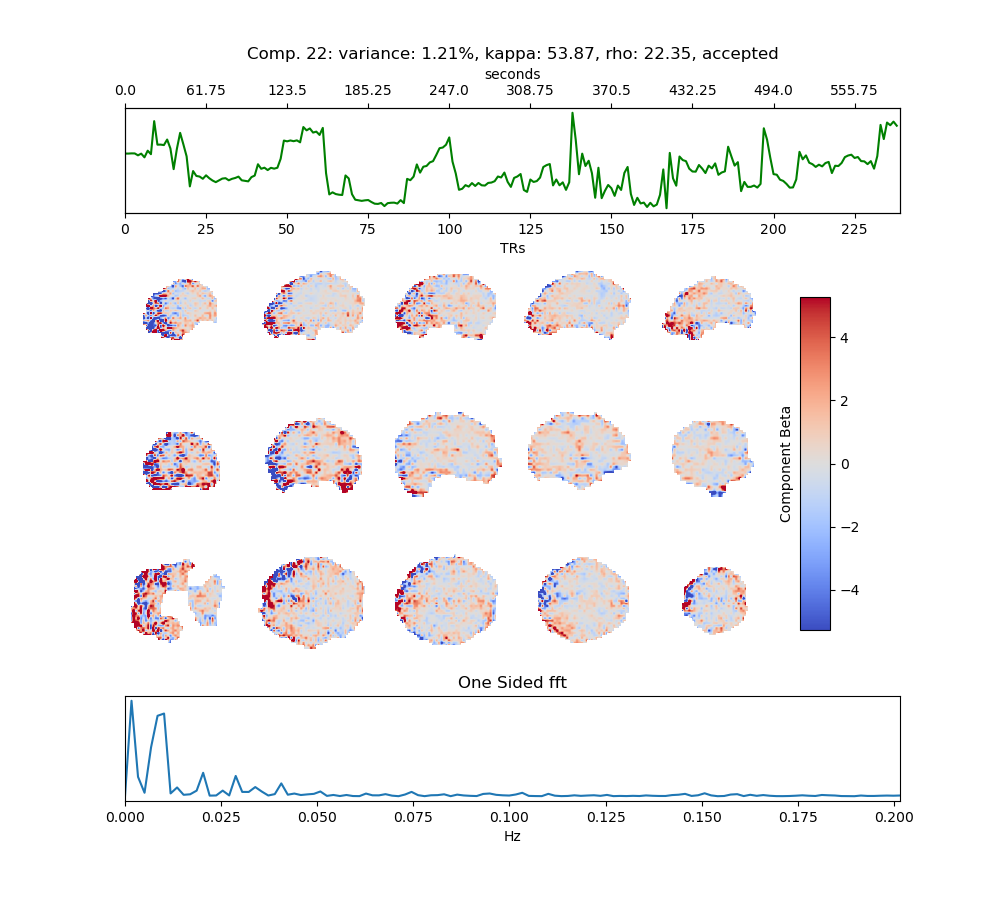 Comp. 22: variance: 1.21%, kappa: 53.87, rho: 22.35, accepted
seconds
0.0 61.75 123.5 185.25 247.0 308.75 370.5 432.25 494.0 555.75
0 25 50 75 100 125 150 175 200 225
TRs
4
2
0
−2
−4
Component Beta
One Sided fft
0.000 0.025 0.050 0.075 0.100 0.125 0.150 0.175 0.200
Hz